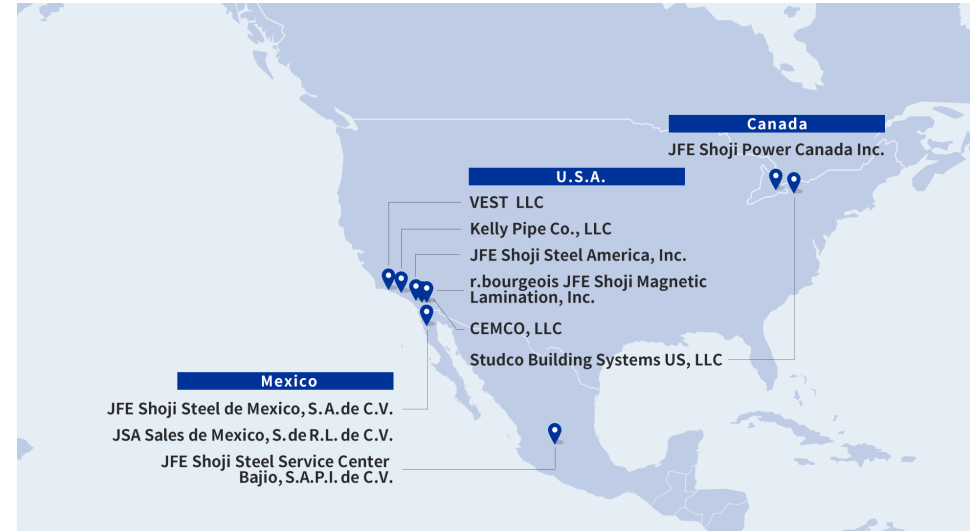 Canada
JFE Shoji Power Canada Inc.
U.S.A.
VEST LLC
Kelly Pipe Co., LLC
JFE Shoji Steel America, Inc.
r.bourgeois JFE Shoji Magnetic
Lamination, Inc.
CEMCO, LLC
Studco Building Systems US, LLC
Mexico
JFE Shoji Steel de Mexico, S.A.de C.V.
JSA Sales de Mexico, S.de R.L. de C.V.
JFE Shoji Steel Service Center
Bajio, S.A.P.I. de C.V.